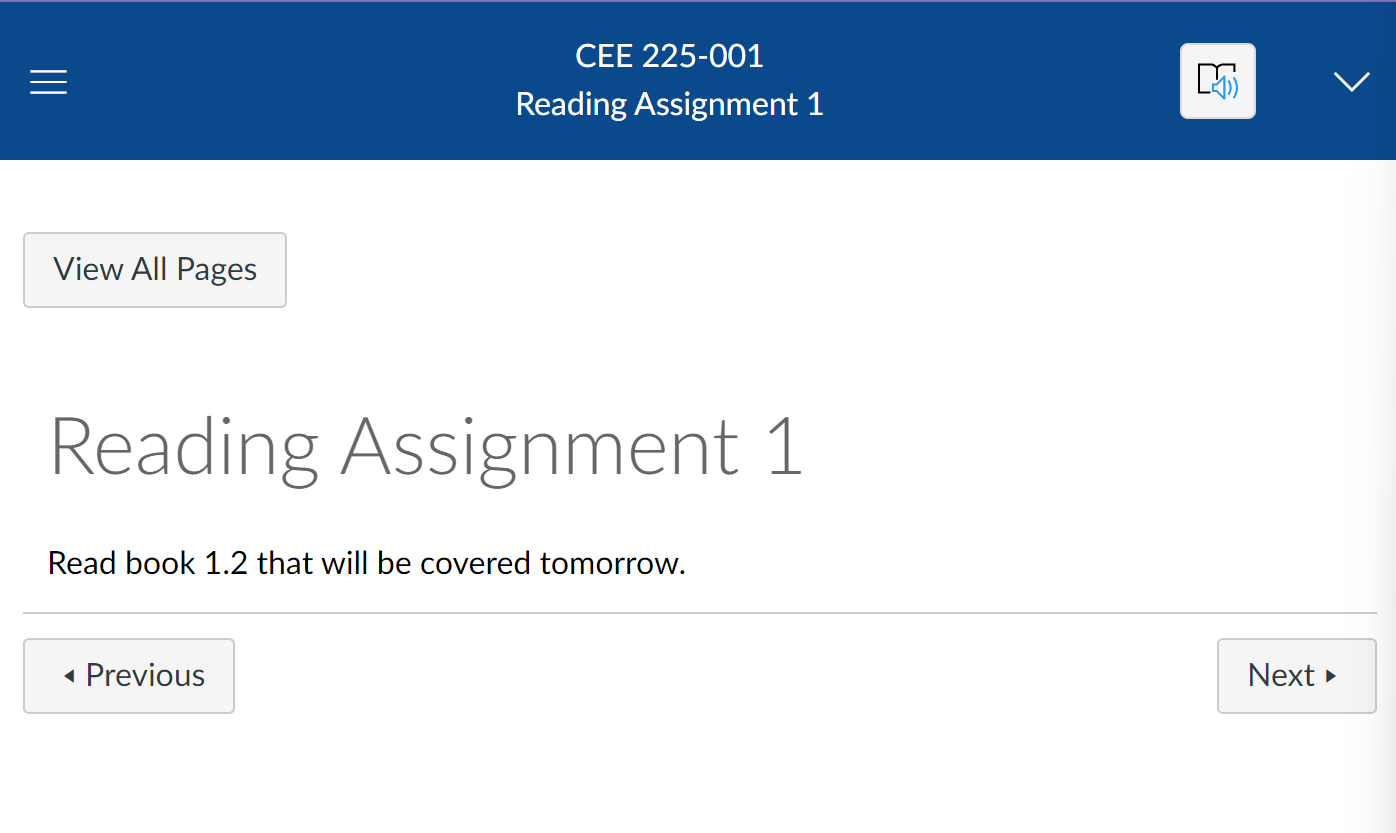 CEE 225-001
Reading Assignment 1
View All Pages
Reading Assignment 1
Read book 1.2 that will be covered tomorrow.
Previous
Next